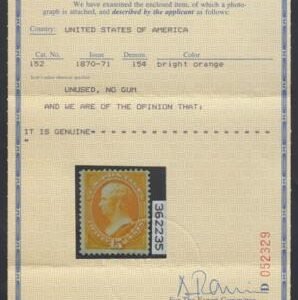 We have examined the enclosed item, of which a photo-
graph is attached, and described by the applicant as follows:
Country: UNITED STATES OF AMERICA
Cat. No. Issue Denom. Color
152 1870-71 15¢ bright orange
UNUSED, NO GUM
AND WE ARE OF THE OPINION THAT:
IT IS GENUINE
362235
15
D 052329